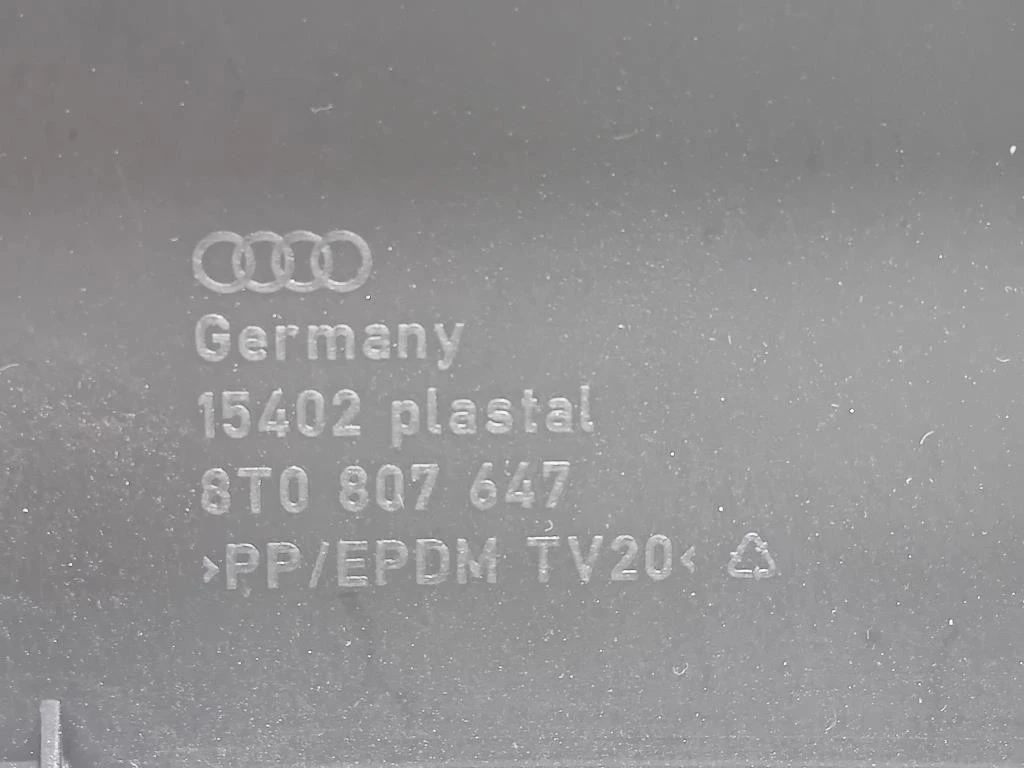 Germany
15402 plastal
8T0 807 647
>PP/EPDM TV20<